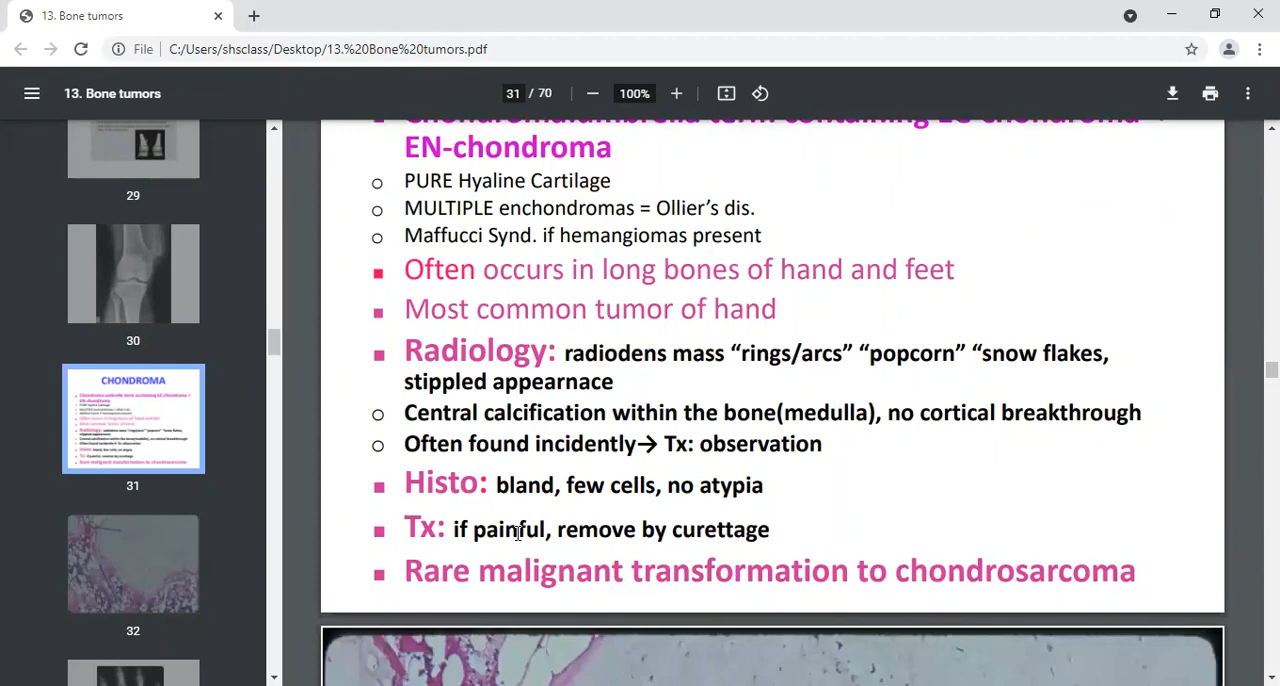 13. Bone tumors
File
C:/Users/shsclass/Desktop/13.%20Bone%20tumors.pdf
13. Bone tumors
31 / 70
100%
29
30
31
32
CHONDROMA
EN-chondroma
PURE Hyaline Cartilage
MULTIPLE enchondromas = Ollier’s dis.
Maffucci Synd. if hemangiomas present
Often occurs in long bones of hand and feet
Most common tumor of hand
Radiology: radiodens mass “rings/arcs” “popcorn” “snow flakes,
stippled appearnace
Central calcification within the bone(medulla), no cortical breakthrough
Often found incidently→ Tx: observation
Histo: bland, few cells, no atypia
Tx: if painful, remove by curettage
Rare malignant transformation to chondrosarcoma